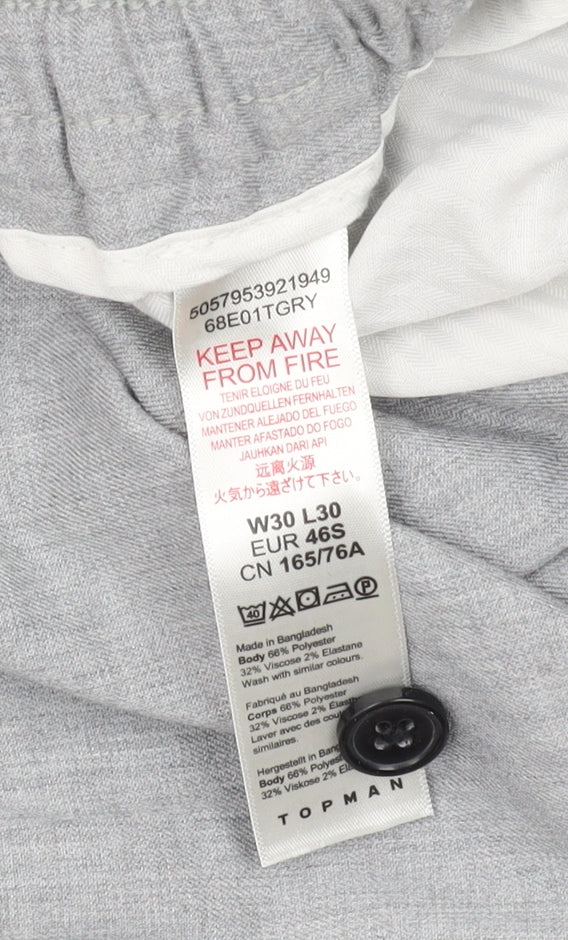 5057953921949
68E01TGRY
KEEP AWAY
FROM FIRE
TENIR ELOIGNE DU FEU
VON ZUNDQUELLEN FERNHALTEN
MANTENER ALEJADO DEL FUEGO
MANTER AFASTADO DO FOGO
JAUHKAN DARI API
远离火源
火気から遠ざけて下さい。
W30 L30
EUR 46S
CN 165/76A
40 P
Made in Bangladesh
Body 66% Polyester
32% Viscose 2% Elastane
Wash with similar colours.
Fabriqué au Bangladesh
Corps 66% Polyester
32% Viscose 2%
Laver avec des
similaires.
Hergestellt in
Body 66%
32% Viskose 2%
TOPMAN